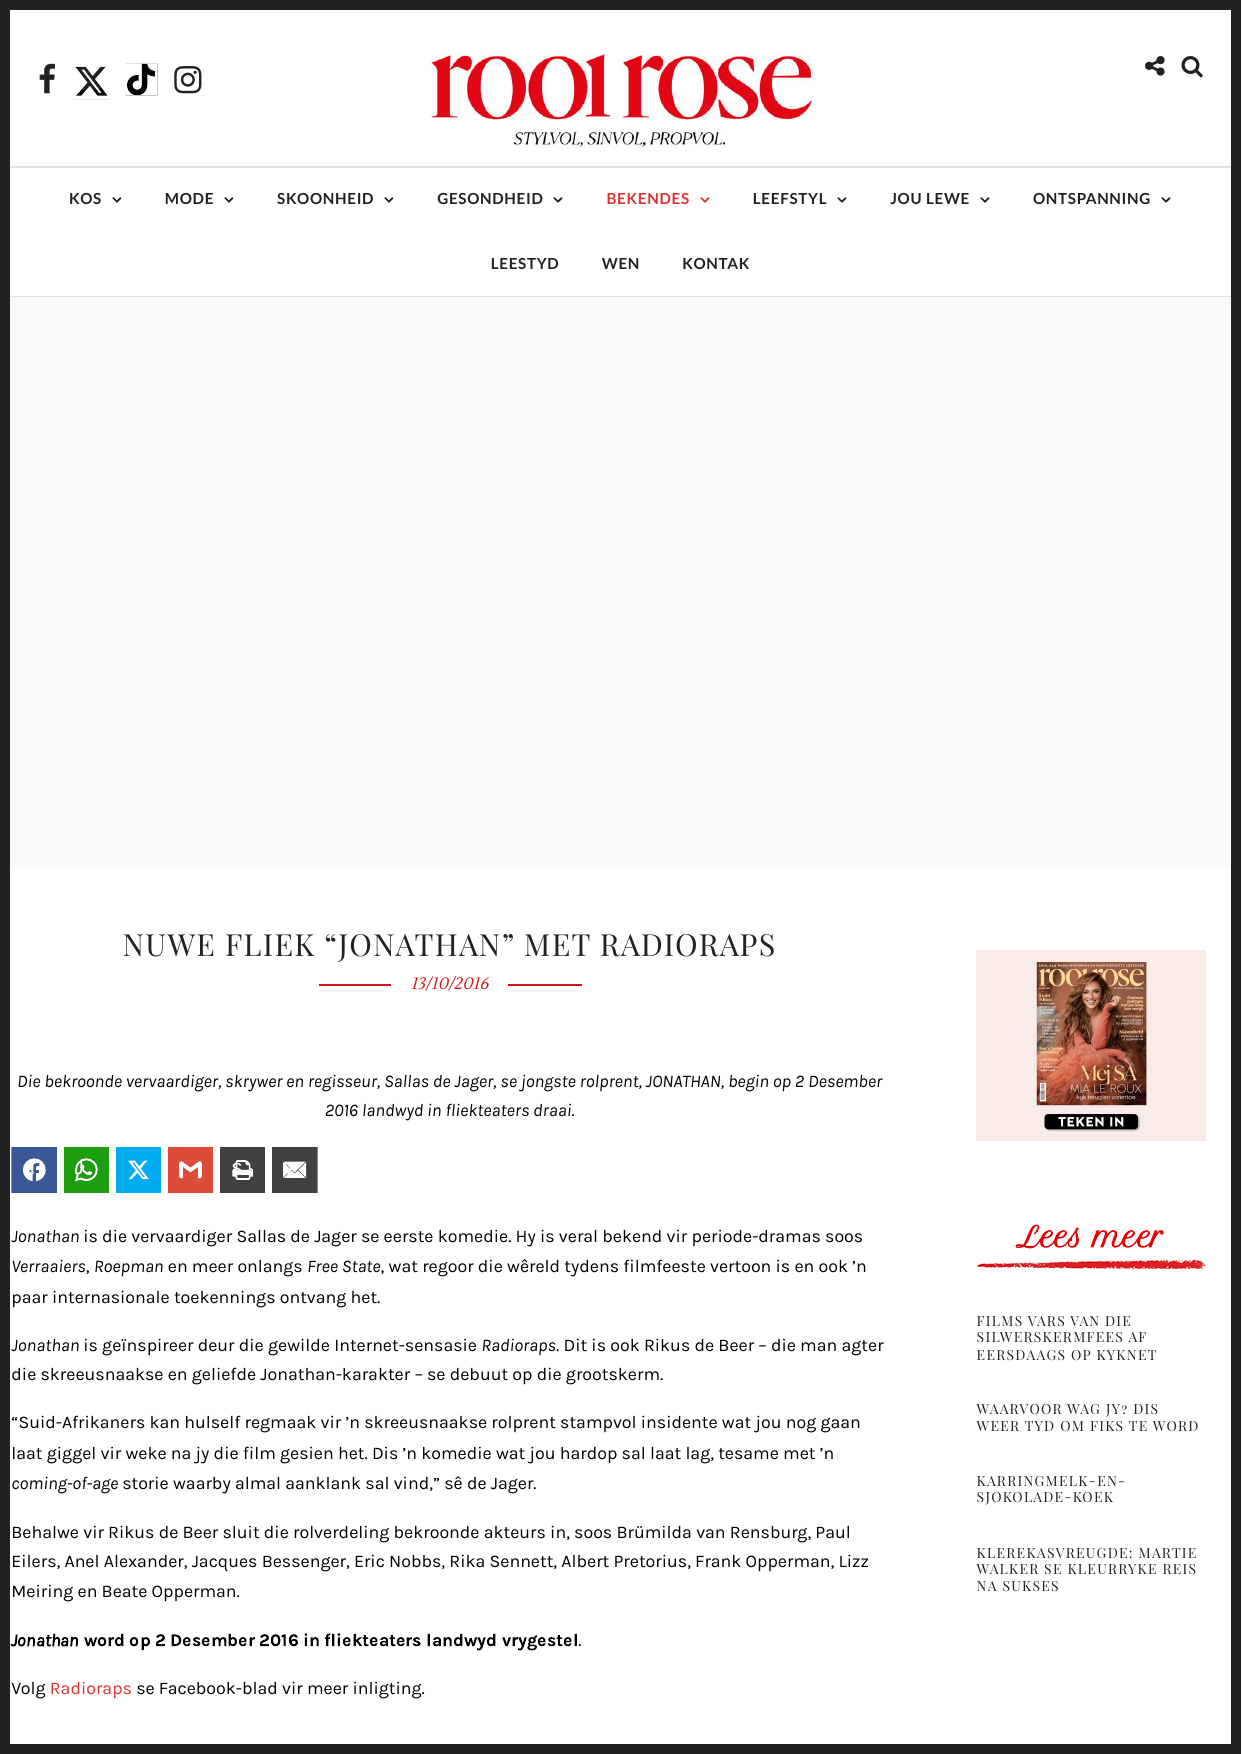 rooi rose
STYLVOL, SINVOL, PROPVOL.
KOS MODE SKOONHEID GESONDHEID BEKENDES LEEFSTYL JOU LEWE ONTSPANNING
LEESTYD WEN KONTAK
NUWE FLIEK “JONATHAN” MET RADIORAPS
13/10/2016
Die bekroonde vervaardiger, skrywer en regisseur, Sallas de Jager, se jongste rolprent, JONATHAN, begin op 2 Desember
2016 landwyd in fliekteaters draai.
Jonathan is die vervaardiger Sallas de Jager se eerste komedie. Hy is veral bekend vir periode-dramas soos
Verraaiers, Roepman en meer onlangs Free State, wat regoor die wêreld tydens filmfeeste vertoon is en ook ’n
paar internasionale toekennings ontvang het.
Jonathan is geïnspireer deur die gewilde Internet-sensasie Radioraps. Dit is ook Rikus de Beer – die man agter
die skreeusnaakse en geliefde Jonathan-karakter – se debuut op die grootskerm.
“Suid-Afrikaners kan hulself regmaak vir ’n skreeusnaakse rolprent stampvol insidente wat jou nog gaan
laat giggel vir weke na jy die film gesien het. Dis ’n komedie wat jou hardop sal laat lag, tesame met ’n
coming-of-age storie waarby almal aanklank sal vind,” sê de Jager.
Behalwe vir Rikus de Beer sluit die rolverdeling bekroonde akteurs in, soos Brümilda van Rensburg, Paul
Eilers, Anel Alexander, Jacques Bessenger, Eric Nobbs, Rika Sennett, Albert Pretorius, Frank Opperman, Lizz
Meiring en Beate Opperman.
Jonathan word op 2 Desember 2016 in fliekteaters landwyd vrygestel.
Volg Radioraps se Facebook-blad vir meer inligting.
rooi rose
Mej SA
MIA LE ROUX
kyk terug en vorentoe
TEKEN IN
Lees meer
FILMS VARS VAN DIE
SILWERSKERMFEES AF
EERSDAAGS OP KYKNET
WAARVOOR WAG JY? DIS
WEER TYD OM FIKS TE WORD
KARRINGMELK-EN-
SJOKOLADE-KOEK
KLEREKASVREUGDE: MARTIE
WALKER SE KLEURRYKE REIS
NA SUKSES